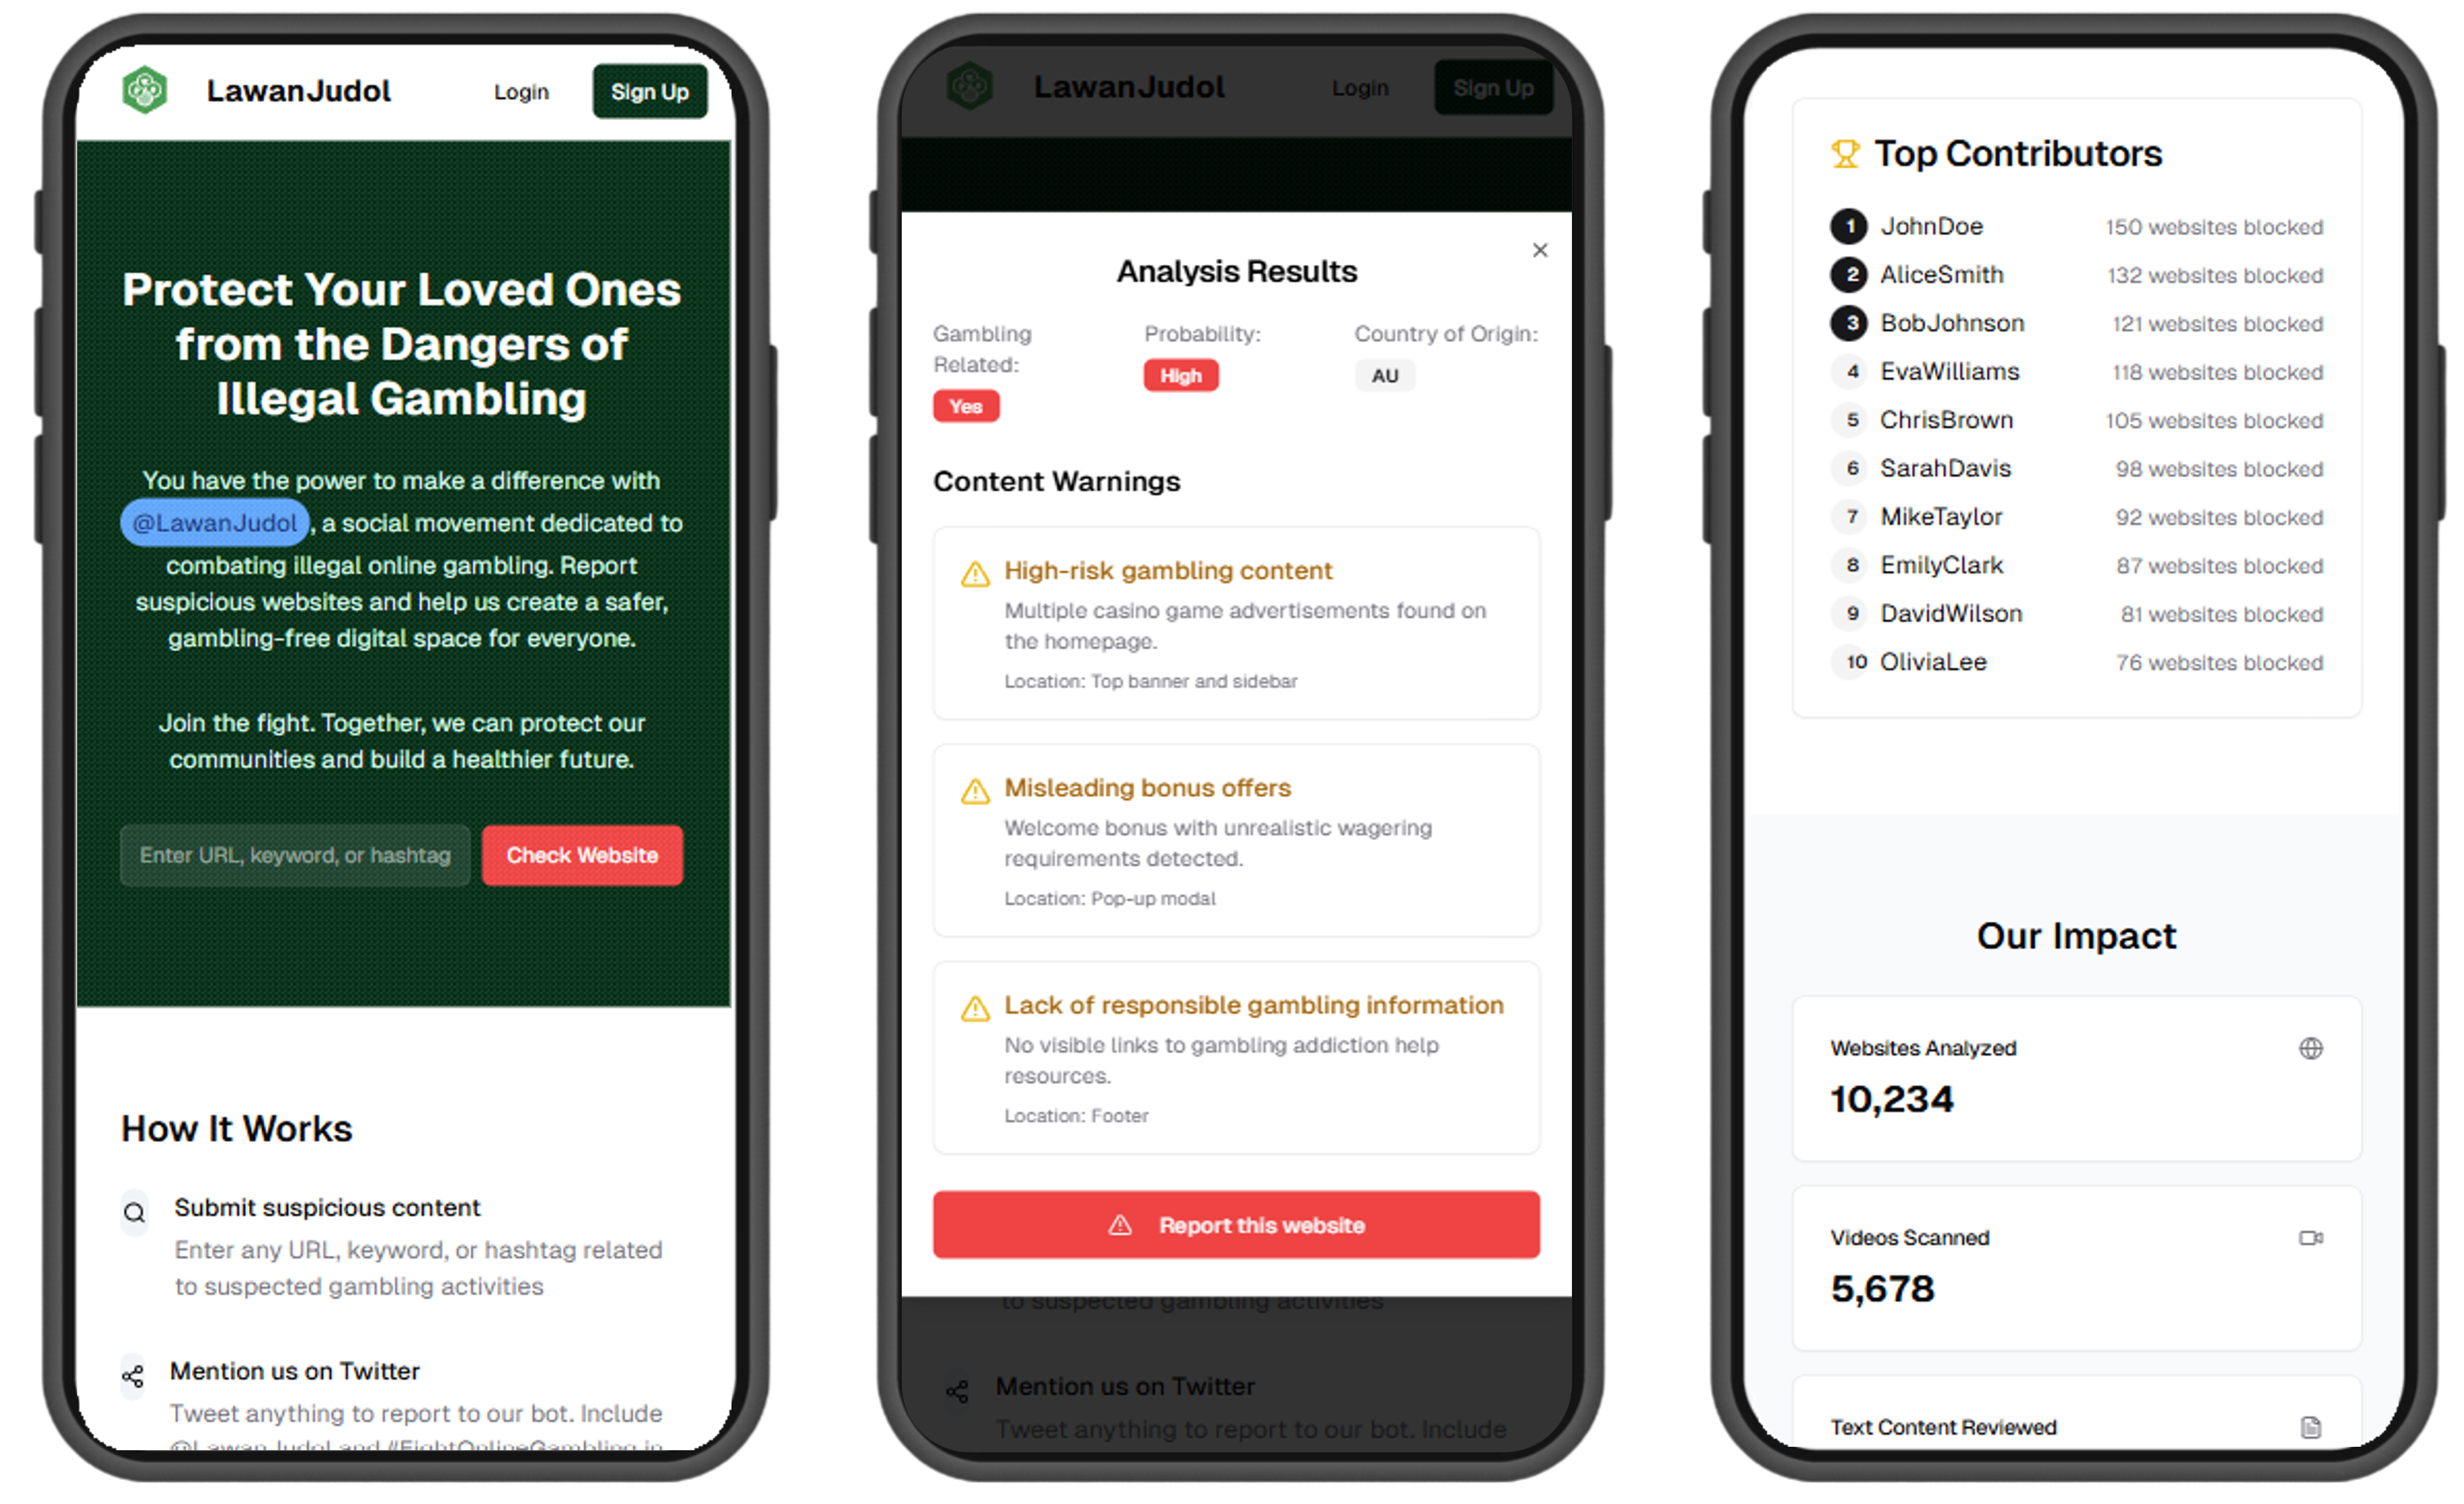 LawanJudol
Login
Sign Up
Protect Your Loved Ones
from the Dangers of
Illegal Gambling
You have the power to make a difference with
@LawanJudol, a social movement dedicated to
combating illegal online gambling. Report
suspicious websites and help us create a safer,
gambling-free digital space for everyone.
Join the fight. Together, we can protect our
communities and build a healthier future.
Enter URL, keyword, or hashtag
Check Website
How It Works
Submit suspicious content
Enter any URL, keyword, or hashtag related
to suspected gambling activities
Mention us on Twitter
Tweet anything to report to our bot. Include
@LawanJudol and #FightOnlineGambling in
LawanJudol
Login
Sign Up
Analysis Results
Gambling
Related:
Yes
Probability:
High
Country of Origin:
AU
Content Warnings
High-risk gambling content
Multiple casino game advertisements found on
the homepage.
Location: Top banner and sidebar
Misleading bonus offers
Welcome bonus with unrealistic wagering
requirements detected.
Location: Pop-up modal
Lack of responsible gambling information
No visible links to gambling addiction help
resources.
Location: Footer
Report this website
to suspected gambling activities
Mention us on Twitter
Tweet anything to report to our bot. Include
Top Contributors
1 JohnDoe 150 websites blocked
2 AliceSmith 132 websites blocked
3 BobJohnson 121 websites blocked
4 EvaWilliams 118 websites blocked
5 ChrisBrown 105 websites blocked
6 SarahDavis 98 websites blocked
7 MikeTaylor 92 websites blocked
8 EmilyClark 87 websites blocked
9 DavidWilson 81 websites blocked
10 OliviaLee 76 websites blocked
Our Impact
Websites Analyzed
10,234
Videos Scanned
5,678
Text Content Reviewed